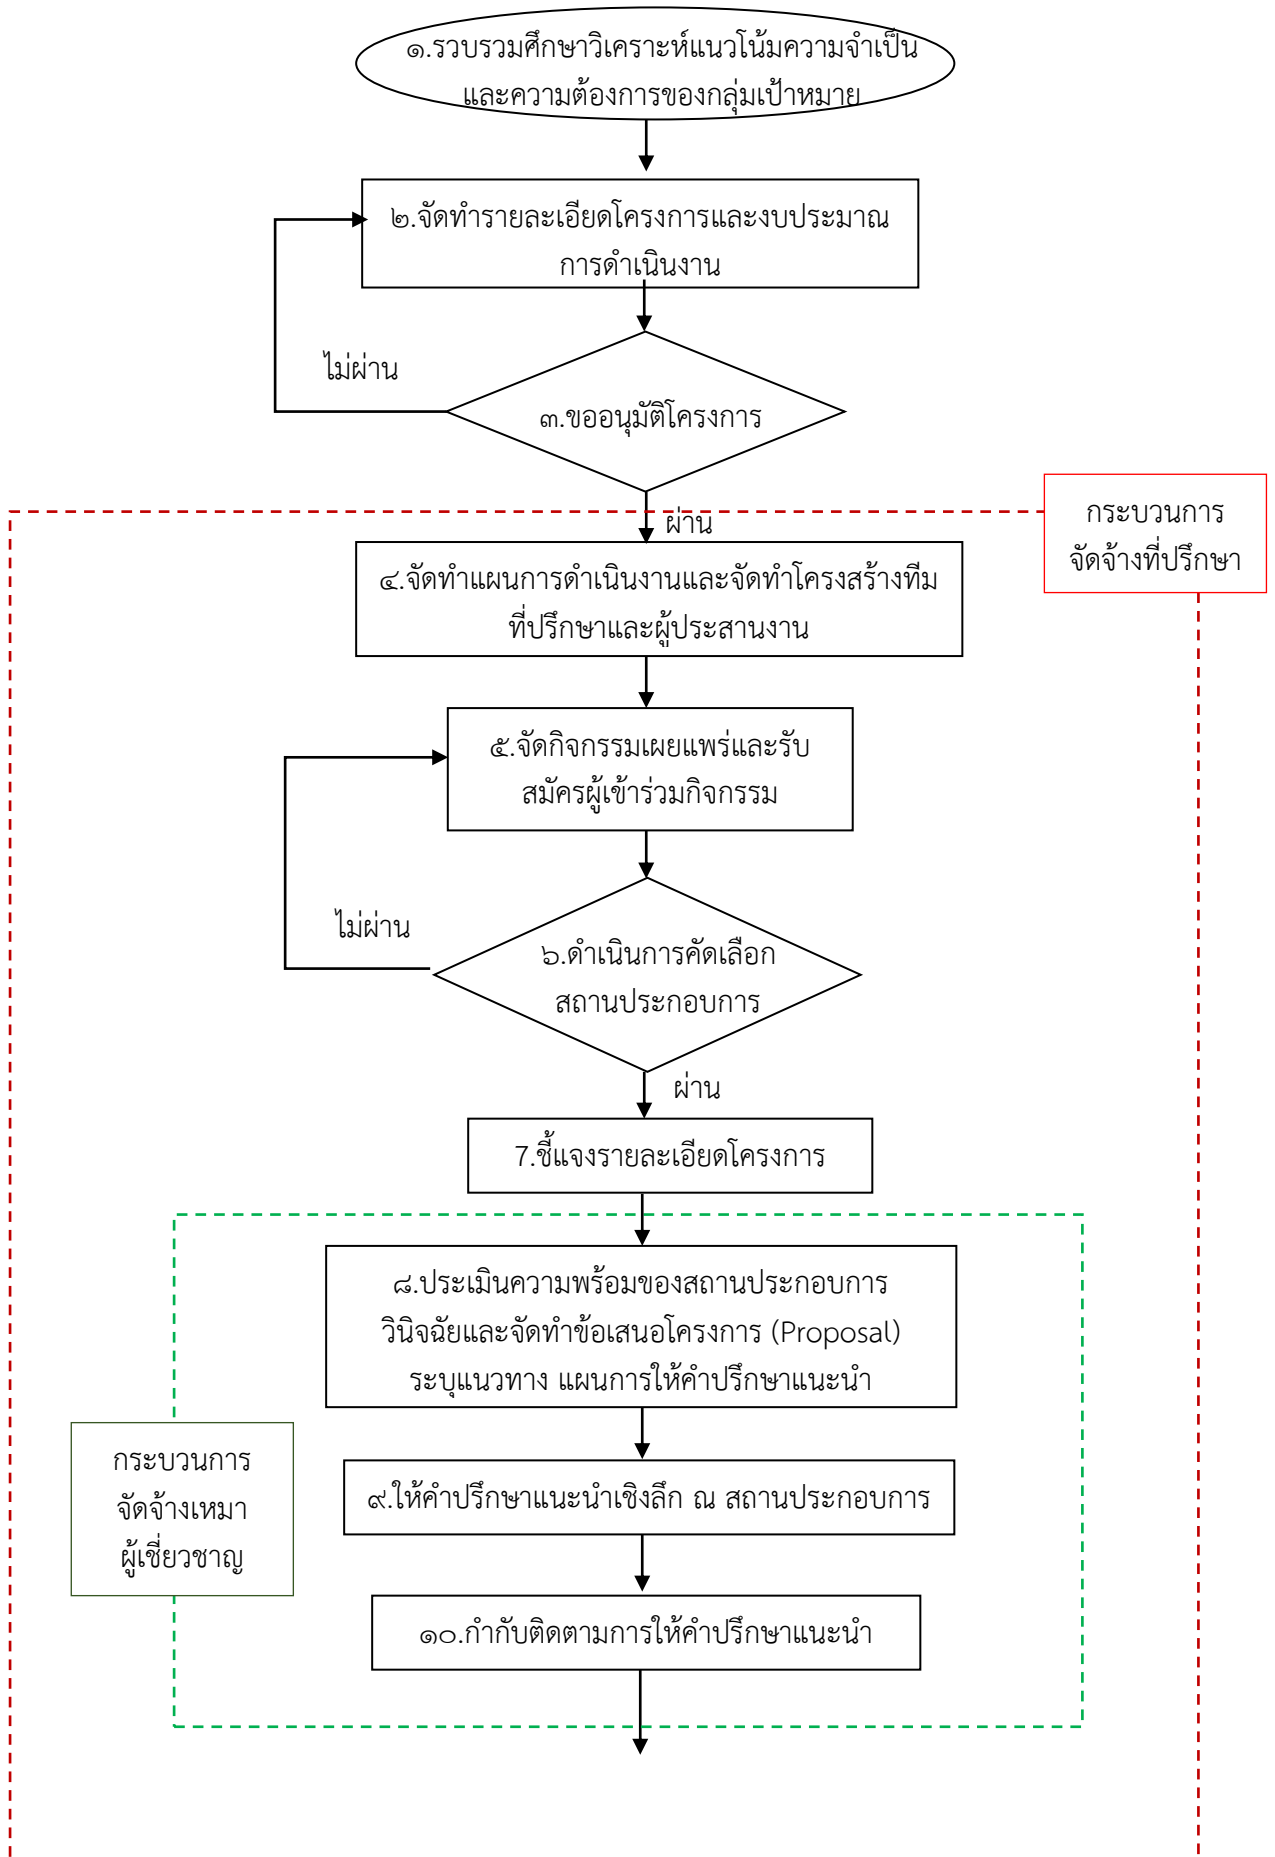 ๑.รวบรวมศึกษาวิเคราะห์แนวโน้มความจำเป็น
และความต้องการของกลุ่มเป้าหมาย
๒.จัดทำรายละเอียดโครงการและงบประมาณ
การดำเนินงาน
ไม่ผ่าน
๓.ขออนุมัติโครงการ
ผ่าน
กระบวนการ
จัดจ้างที่ปรึกษา
๔.จัดทำแผนการดำเนินงานและจัดทำโครงสร้างทีม
ที่ปรึกษาและผู้ประสานงาน
๕.จัดกิจกรรมเผยแพร่และรับ
สมัครผู้เข้าร่วมกิจกรรม
ไม่ผ่าน
๖.ดำเนินการคัดเลือก
สถานประกอบการ
ผ่าน
7.ชี้แจงรายละเอียดโครงการ
๘.ประเมินความพร้อมของสถานประกอบการ
วินิจฉัยและจัดทำข้อเสนอโครงการ (Proposal)
ระบุแนวทาง แผนการให้คำปรึกษาแนะนำ
กระบวนการ
จัดจ้างเหมา
ผู้เชี่ยวชาญ
๙.ให้คำปรึกษาแนะนำเชิงลึก ณ สถานประกอบการ
๑๐.กำกับติดตามการให้คำปรึกษาแนะนำ